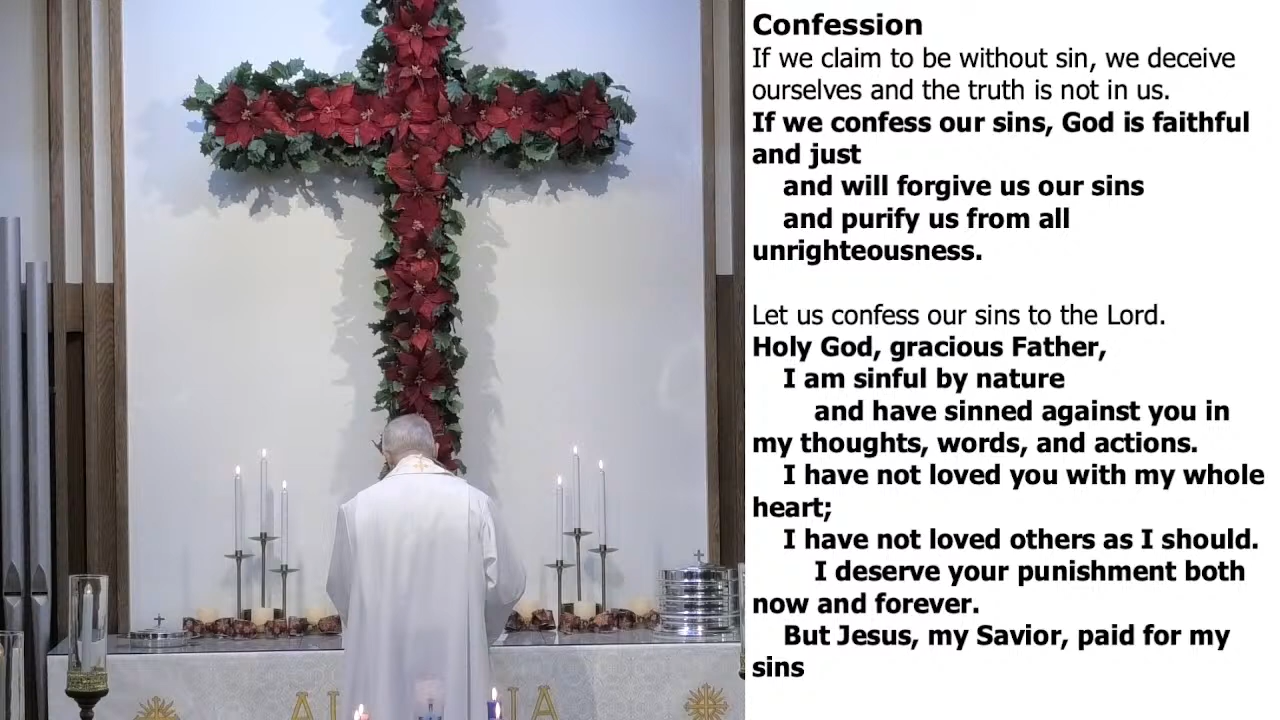 Confession
If we claim to be without sin, we deceive
ourselves and the truth is not in us.
If we confess our sins, God is faithful
and just
and will forgive us our sins
and purify us from all
unrighteousness.
Let us confess our sins to the Lord.
Holy God, gracious Father,
I am sinful by nature
and have sinned against you in
my thoughts, words, and actions.
I have not loved you with my whole
heart;
I have not loved others as I should.
I deserve your punishment both
now and forever.
But Jesus, my Savior, paid for my
sins